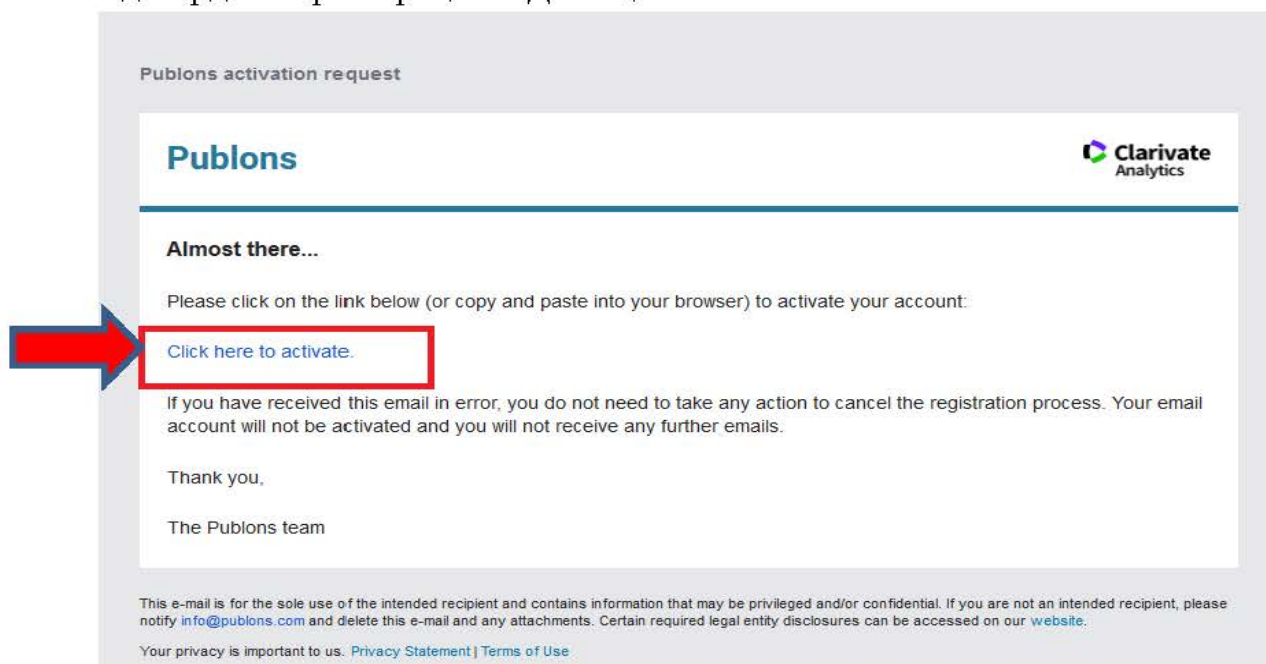 Publons activation request
Publons
Clarivate
Analytics
Almost there...
Please click on the link below (or copy and paste into your browser) to activate your account:
Click here to activate.
If you have received this email in error, you do not need to take any action to cancel the registration process. Your email
account will not be activated and you will not receive any further emails.
Thank you,
The Publons team
This e-mail is for the sole use of the intended recipient and contains information that may be privileged and/or confidential. If you are not an intended recipient, please
notify info@publons.com and delete this e-mail and any attachments. Certain required legal entity disclosures can be accessed on our website.
Your privacy is important to us. Privacy Statement | Terms of Use